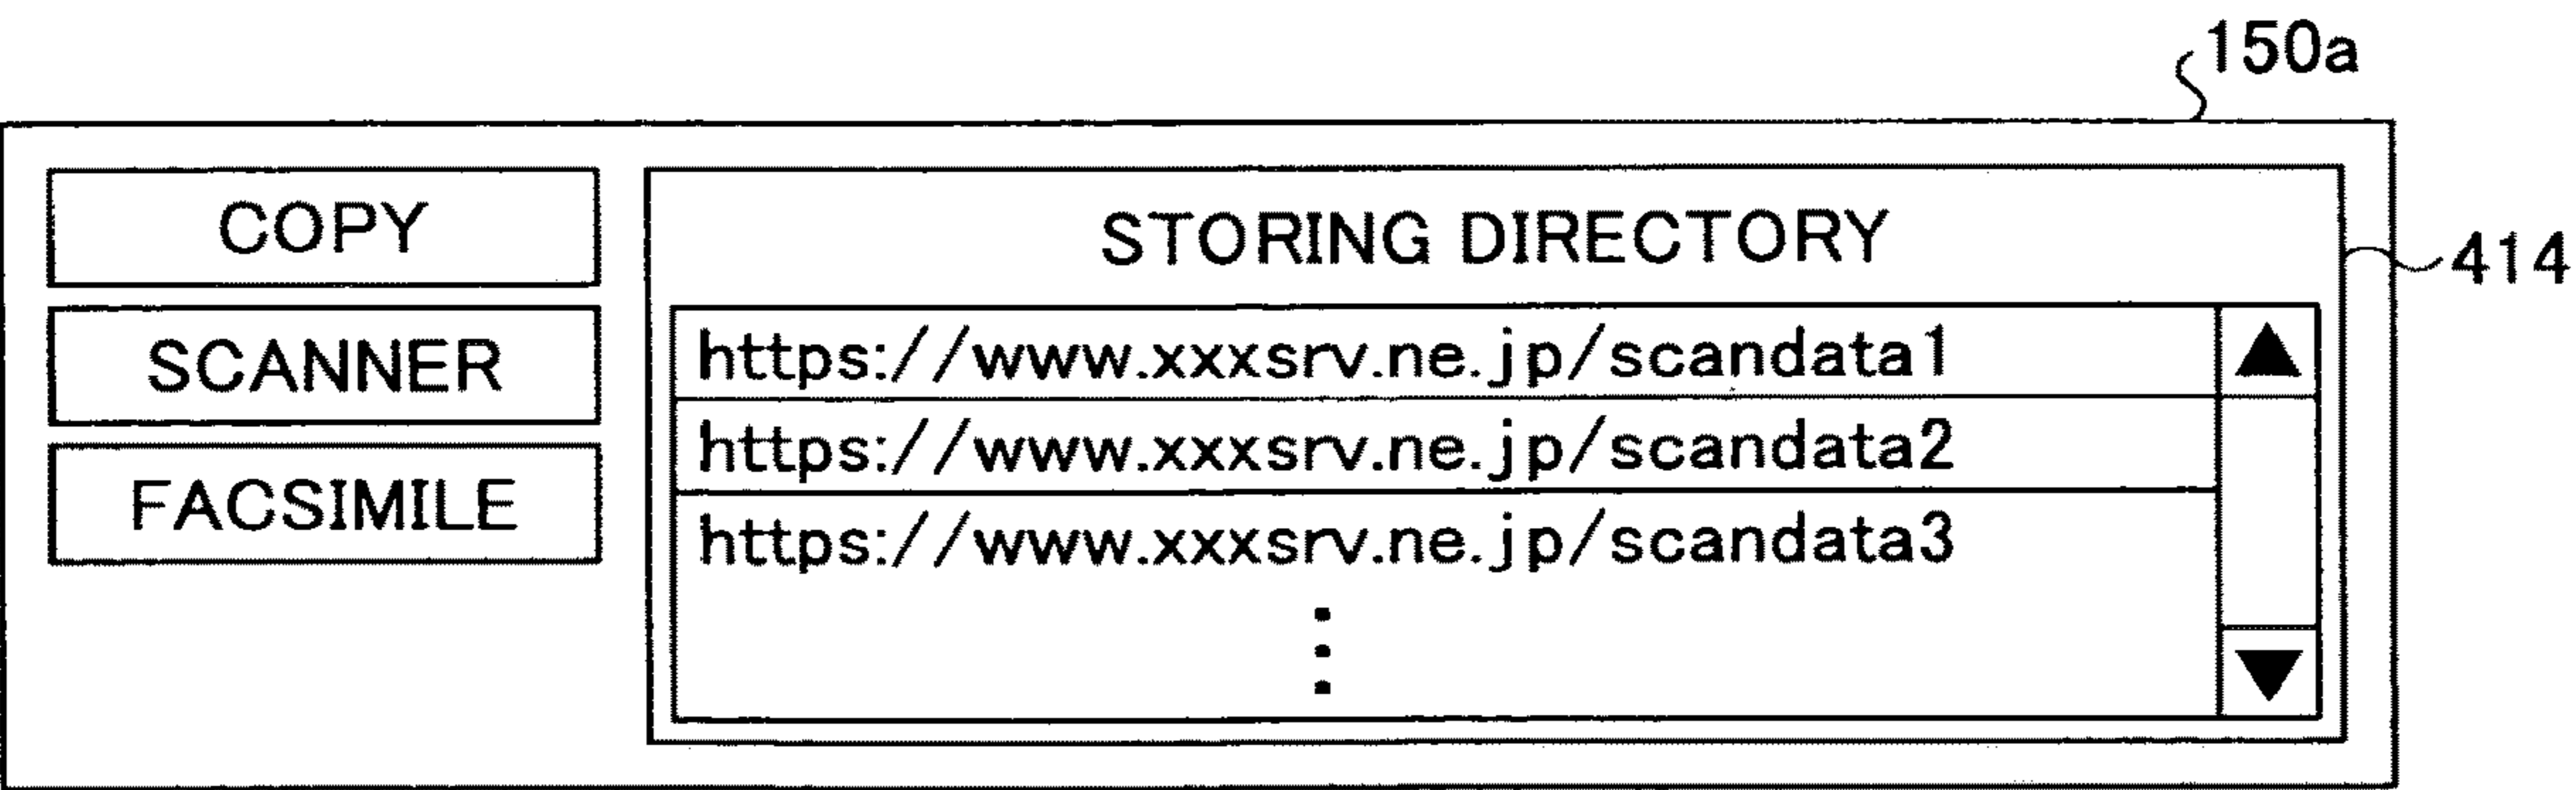 150a
COPY
SCANNER
FACSIMILE
STORING DIRECTORY
414
https://www.xxxsrv.ne.jp/scandata1
https://www.xxxsrv.ne.jp/scandata2
https://www.xxxsrv.ne.jp/scandata3